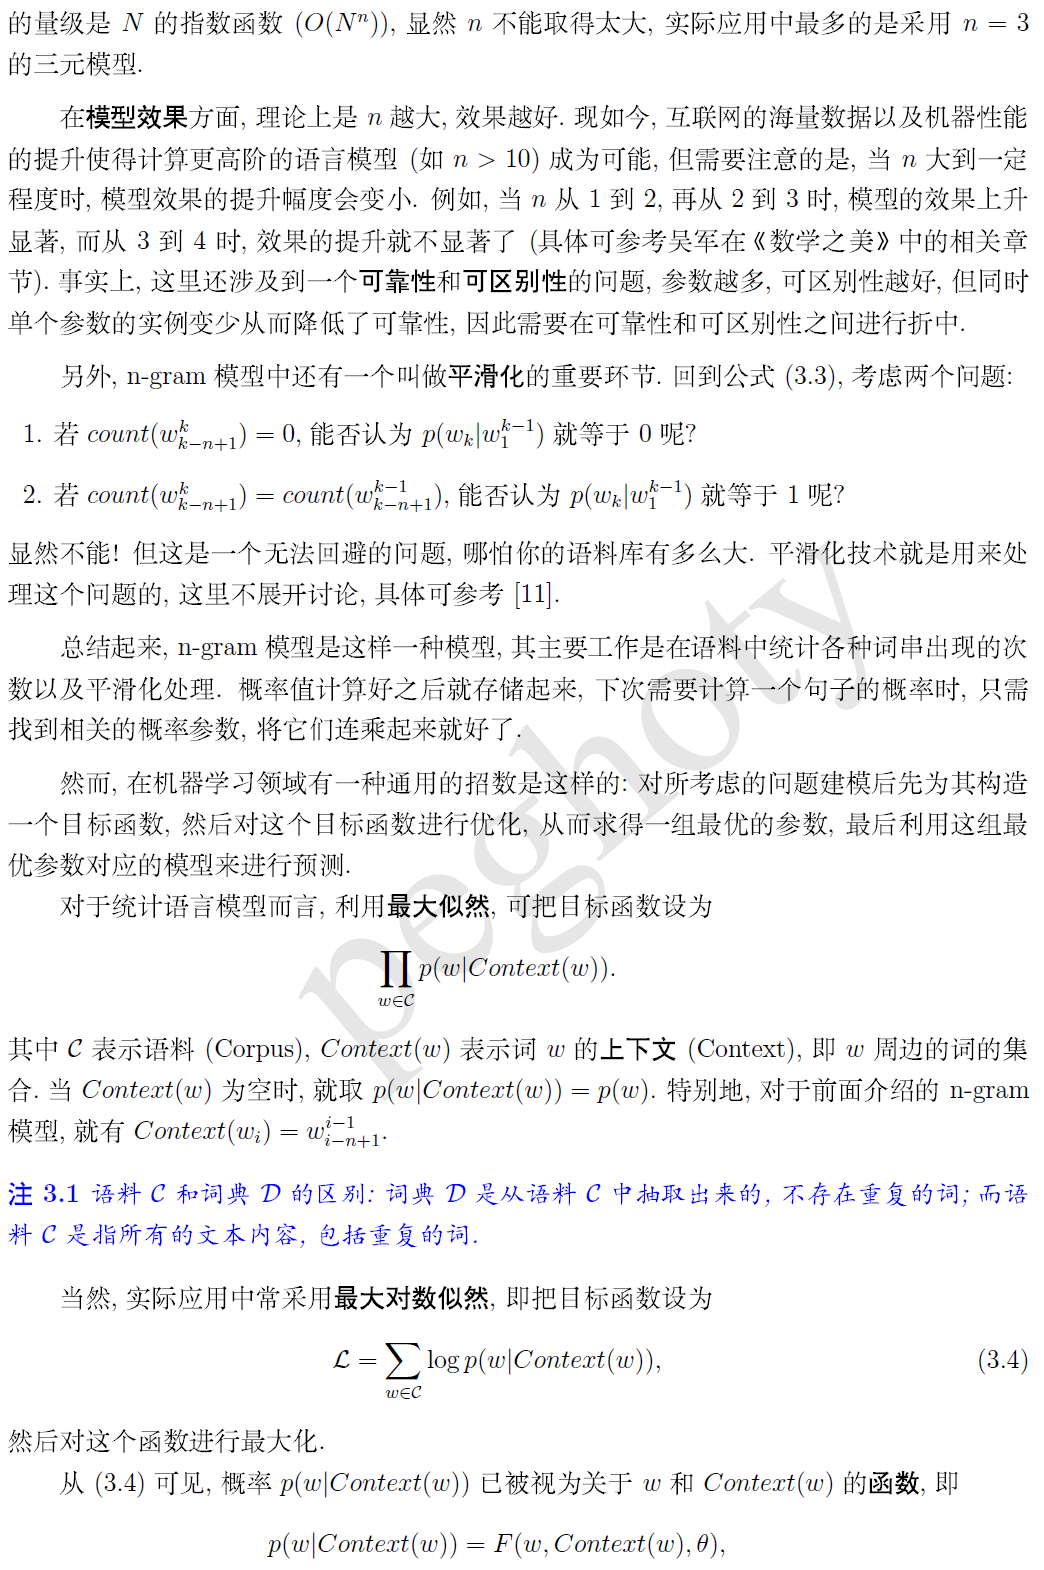 的量级是 N 的指数函数 (O(Nⁿ)), 显然 n 不能取得太大, 实际应用中最多的是采用 n = 3
的三元模型.
在模型效果方面, 理论上是 n 越大, 效果越好. 现如今, 互联网的海量数据以及机器性能
的提升使得计算更高阶的语言模型 (如 n > 10) 成为可能, 但需要注意的是, 当 n 大到一定
程度时, 模型效果的提升幅度会变小. 例如, 当 n 从 1 到 2, 再从 2 到 3 时, 模型的效果上升
显著, 而从 3 到 4 时, 效果的提升就不显著了 (具体可参考吴军在《数学之美》中的相关章
节). 事实上, 这里还涉及到一个可靠性和可区别性的问题, 参数越多, 可区别性越好, 但同时
单个参数的实例变少从而降低了可靠性, 因此需要在可靠性和可区别性之间进行折中.
另外, n-gram 模型中还有一个叫做平滑化的重要环节. 回到公式 (3.3), 考虑两个问题:
1. 若 count(w_{k-n+1}^{k}) = 0, 能否认为 p(w_k|w_1^{k-1}) 就等于 0 呢?
2. 若 count(w_{k-n+1}^{k}) = count(w_{k-n+1}^{k-1}), 能否认为 p(w_k|w_1^{k-1}) 就等于 1 呢?
显然不能! 但这是一个无法回避的问题, 哪怕你的语料库有多么大. 平滑化技术就是用来处
理这个问题的, 这里不展开讨论, 具体可参考 [11].
总结起来, n-gram 模型是这样一种模型, 其主要工作是在语料中统计各种词串出现的次
数以及平滑化处理. 概率值计算好之后就存储起来, 下次需要计算一个句子的概率时, 只需
找到相关的概率参数, 将它们连乘起来就好了.
然而, 在机器学习领域有一种通用的招数是这样的: 对所考虑的问题建模后先为其构造
一个目标函数, 然后对这个目标函数进行优化, 从而求得一组最优的参数, 最后利用这组最
优参数对应的模型来进行预测.
对于统计语言模型而言, 利用最大似然, 可把目标函数设为
∏_{w∈𝒞} p(w|Context(w)).
其中 𝒞 表示语料 (Corpus), Context(w) 表示词 w 的上下文 (Context), 即 w 周边的词的集
合. 当 Context(w) 为空时, 就取 p(w|Context(w)) = p(w). 特别地, 对于前面介绍的 n-gram
模型, 就有 Context(w_i) = w_{i-n+1}^{i-1}.
注 3.1 语料 𝒞 和词典 𝒟 的区别: 词典 𝒟 是从语料 𝒞 中抽取出来的, 不存在重复的词; 而语
料 𝒞 是指所有的文本内容, 包括重复的词.
当然, 实际应用中常采用最大对数似然, 即把目标函数设为
ℒ = ∑_{w∈𝒞} log p(w|Context(w)), (3.4)
然后对这个函数进行最大化.
从 (3.4) 可见, 概率 p(w|Context(w)) 已被视为关于 w 和 Context(w) 的函数, 即
p(w|Context(w)) = F(w, Context(w), θ),
peghoty